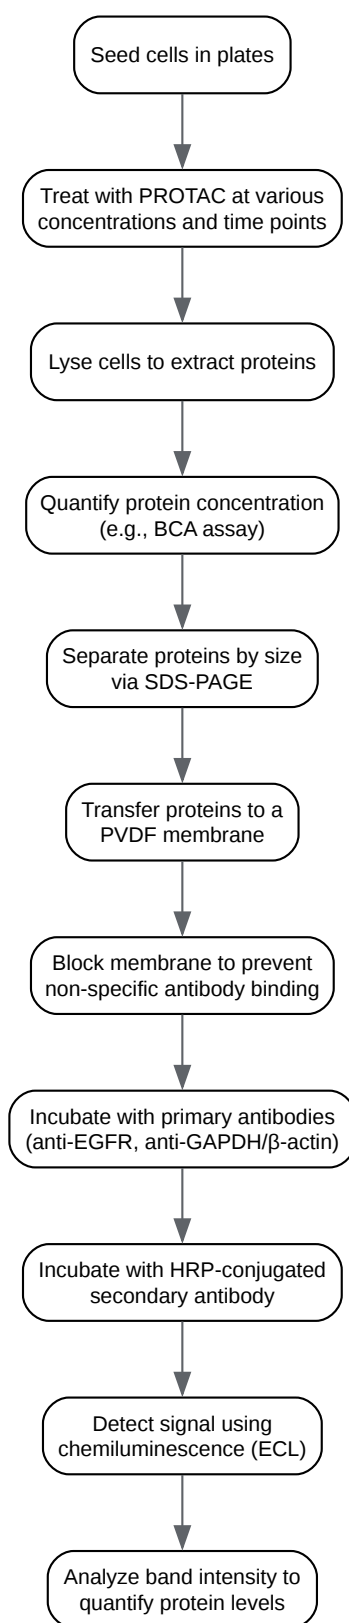 Seed cells in plates
Treat with PROTAC at various
concentrations and time points
Lyse cells to extract proteins
Quantify protein concentration
(e.g., BCA assay)
Separate proteins by size
via SDS-PAGE
Transfer proteins to a
PVDF membrane
Block membrane to prevent
non-specific antibody binding
Incubate with primary antibodies
(anti-EGFR, anti-GAPDH/β-actin)
Incubate with HRP-conjugated
secondary antibody
Detect signal using
chemiluminescence (ECL)
Analyze band intensity to
quantify protein levels